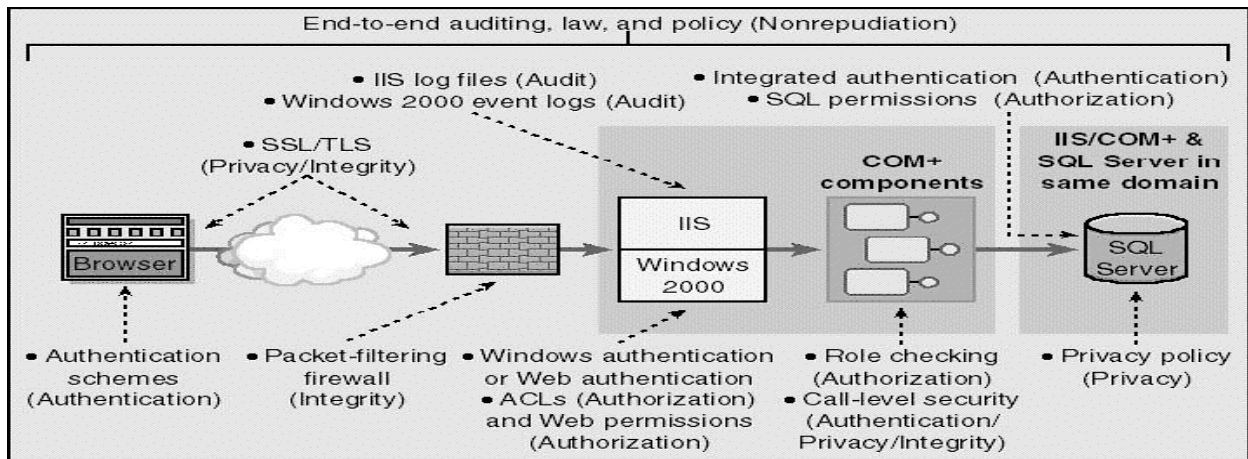 End-to-end auditing, law, and policy (Nonrepudiation)
• IIS log files (Audit)
• Windows 2000 event logs (Audit)
• Integrated authentication (Authentication)
• SQL permissions (Authorization)
• SSL/TLS
(Privacy/Integrity)
COM+
components
IIS/COM+ &
SQL Server in
same domain
Browser
IIS
Windows
2000
SQL
Server
• Authentication
schemes
(Authentication)
• Packet-filtering
firewall
(Integrity)
• Windows authentication
or Web authentication
• ACLs (Authorization)
and Web permissions
(Authorization)
• Role checking
(Authorization)
• Call-level security
(Authentication/
Privacy/Integrity)
• Privacy policy
(Privacy)